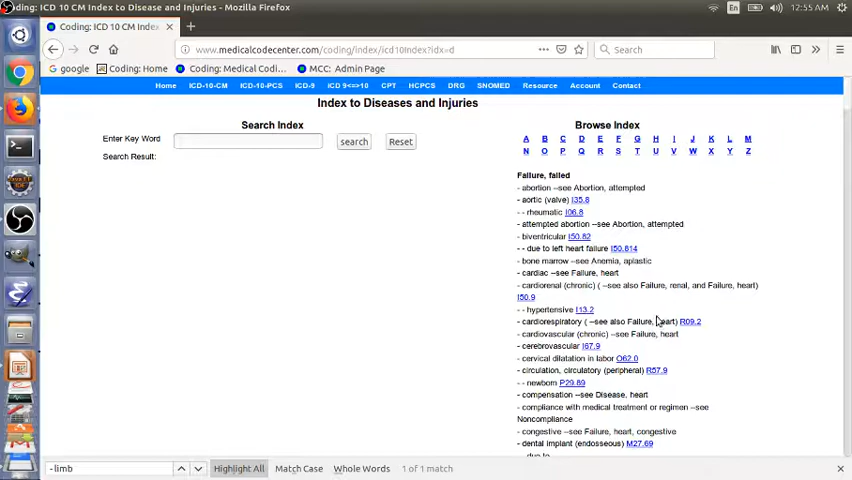 Coding: ICD 10 CM Index to Disease and Injuries - Mozilla Firefox
En
12:55 AM
Coding: ICD 10 CM Index
www.medicalcodecenter.com/coding/index/icd10Index?idx=d
Search
google
Coding: Home
Coding: Medical Codi...
MCC: Admin Page
Home ICD-10-CM ICD-10-PCS ICD-9 ICD 9<=>10 CPT HCPCS DRG SNOMED Resource Account Contact
Index to Diseases and Injuries
Search Index
Enter Key Word
search
Reset
Search Result:
Browse Index
A B C D E F G H I J K L M
N O P Q R S T U V W X Y Z
Failure, failed
- abortion --see Abortion, attempted
- aortic (valve) I35.8
- - rheumatic I06.8
- attempted abortion --see Abortion, attempted
- biventricular I50.82
- - due to left heart failure I50.814
- bone marrow --see Anemia, aplastic
- cardiac --see Failure, heart
- cardiorenal (chronic) ( --see also Failure, renal, and Failure, heart)
I50.9
- - hypertensive I13.2
- cardiorespiratory ( --see also Failure, heart) R09.2
- cardiovascular (chronic) --see Failure, heart
- cerebrovascular I67.9
- cervical dilatation in labor O62.0
- circulation, circulatory (peripheral) R57.9
- - newborn P29.89
- compensation --see Disease, heart
- compliance with medical treatment or regimen --see
Noncompliance
- congestive --see Failure, heart, congestive
- dental implant (endosseous) M27.69
- due to
-limb
Highlight All
Match Case
Whole Words
1 of 1 match